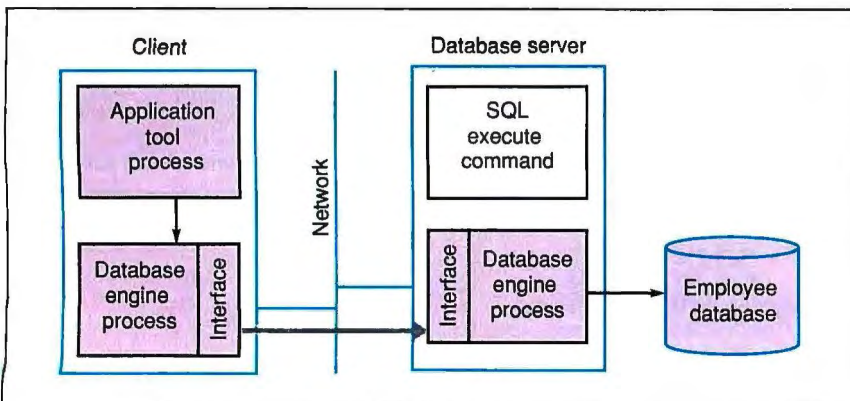 Client
Database server
Application
tool
process
SQL
execute
command
Network
Database
engine
process
Interface
Interface
Database
engine
process
Employee
database